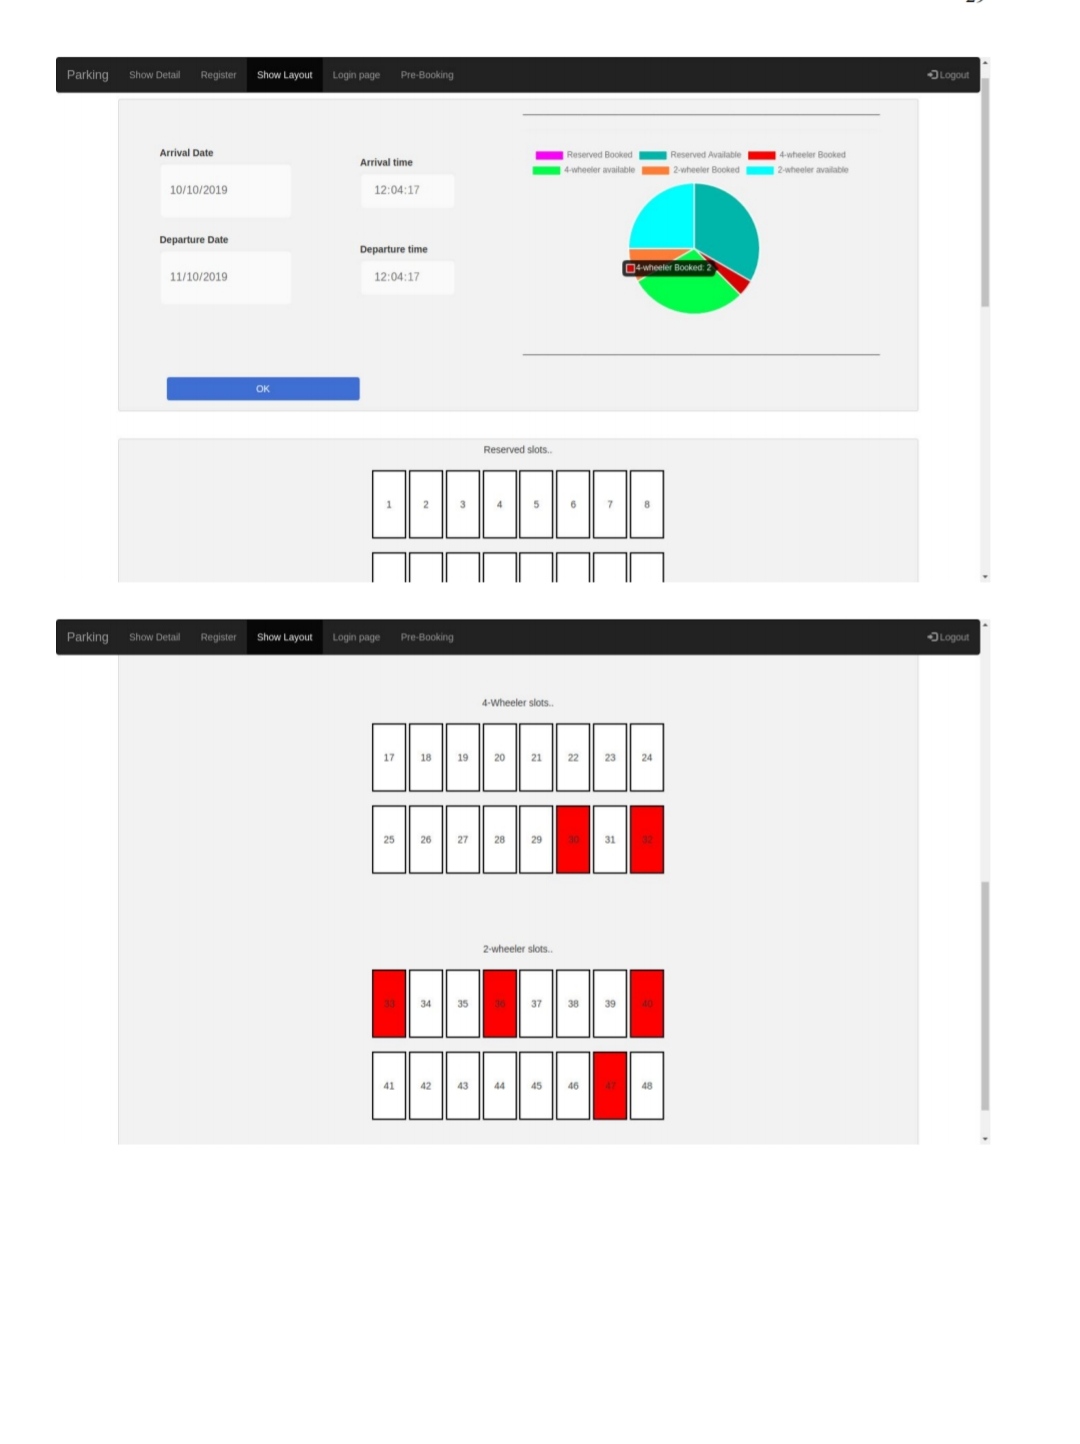 Parking Show Detail Register Show Layout Login page Pre-Booking Logout
Arrival Date
10/10/2019
Arrival time
12:04:17
Departure Date
11/10/2019
Departure time
12:04:17
OK
Reserved Booked Reserved Available 4-wheeler Booked
4-wheeler available 2-wheeler Booked 2-wheeler available
4-wheeler Booked: 2
Reserved slots..
1 2 3 4 5 6 7 8
Parking Show Detail Register Show Layout Login page Pre-Booking Logout
4-Wheeler slots..
17 18 19 20 21 22 23 24
25 26 27 28 29 30 31 32
2-wheeler slots..
33 34 35 36 37 38 39 40
41 42 43 44 45 46 47 48